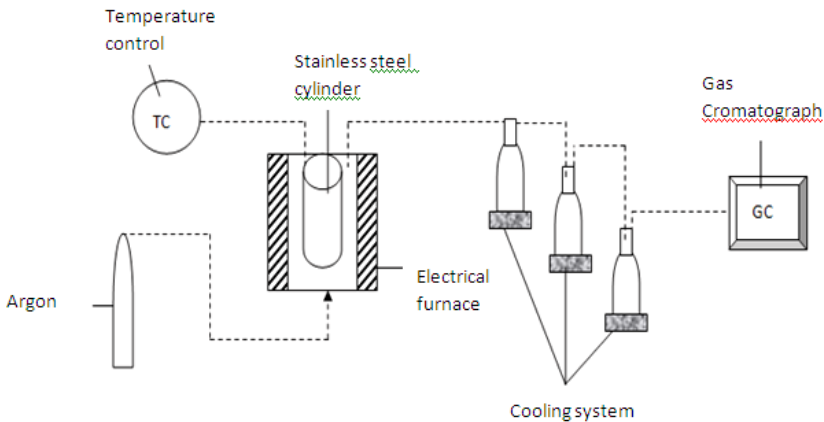 Temperature
control
Stainless steel
cylinder
Gas
Cromatograph
TC
GC
Argon
Electrical
furnace
Cooling system